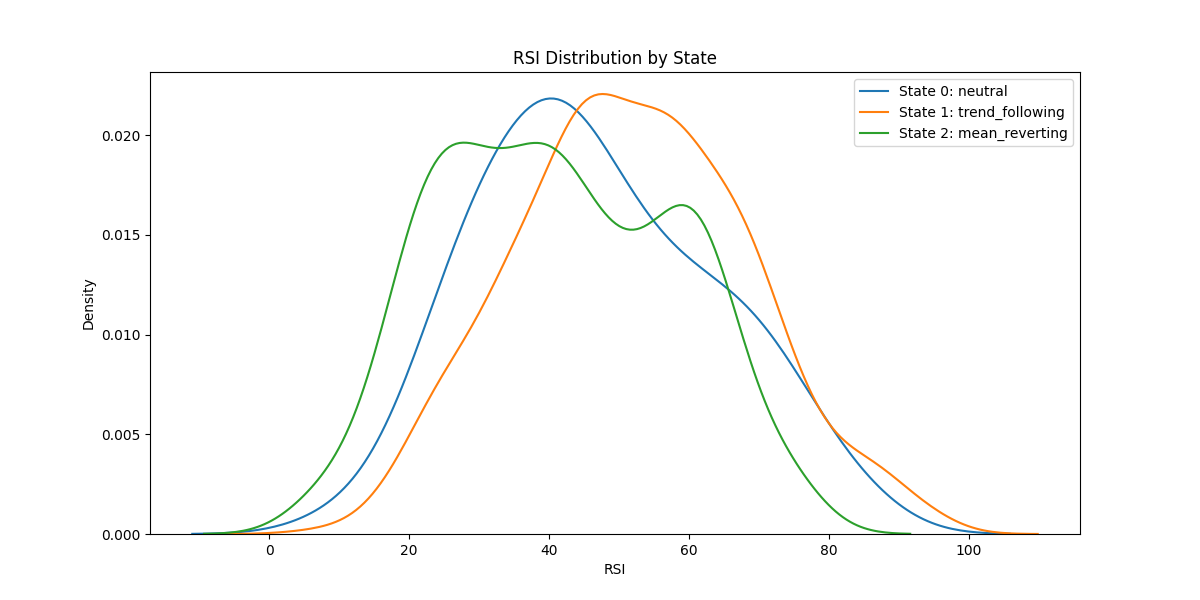 RSI Distribution by State
State 0: neutral
State 1: trend_following
State 2: mean_reverting
Density
0.020
0.015
0.010
0.005
0.000
0 20 40 60 80 100
RSI